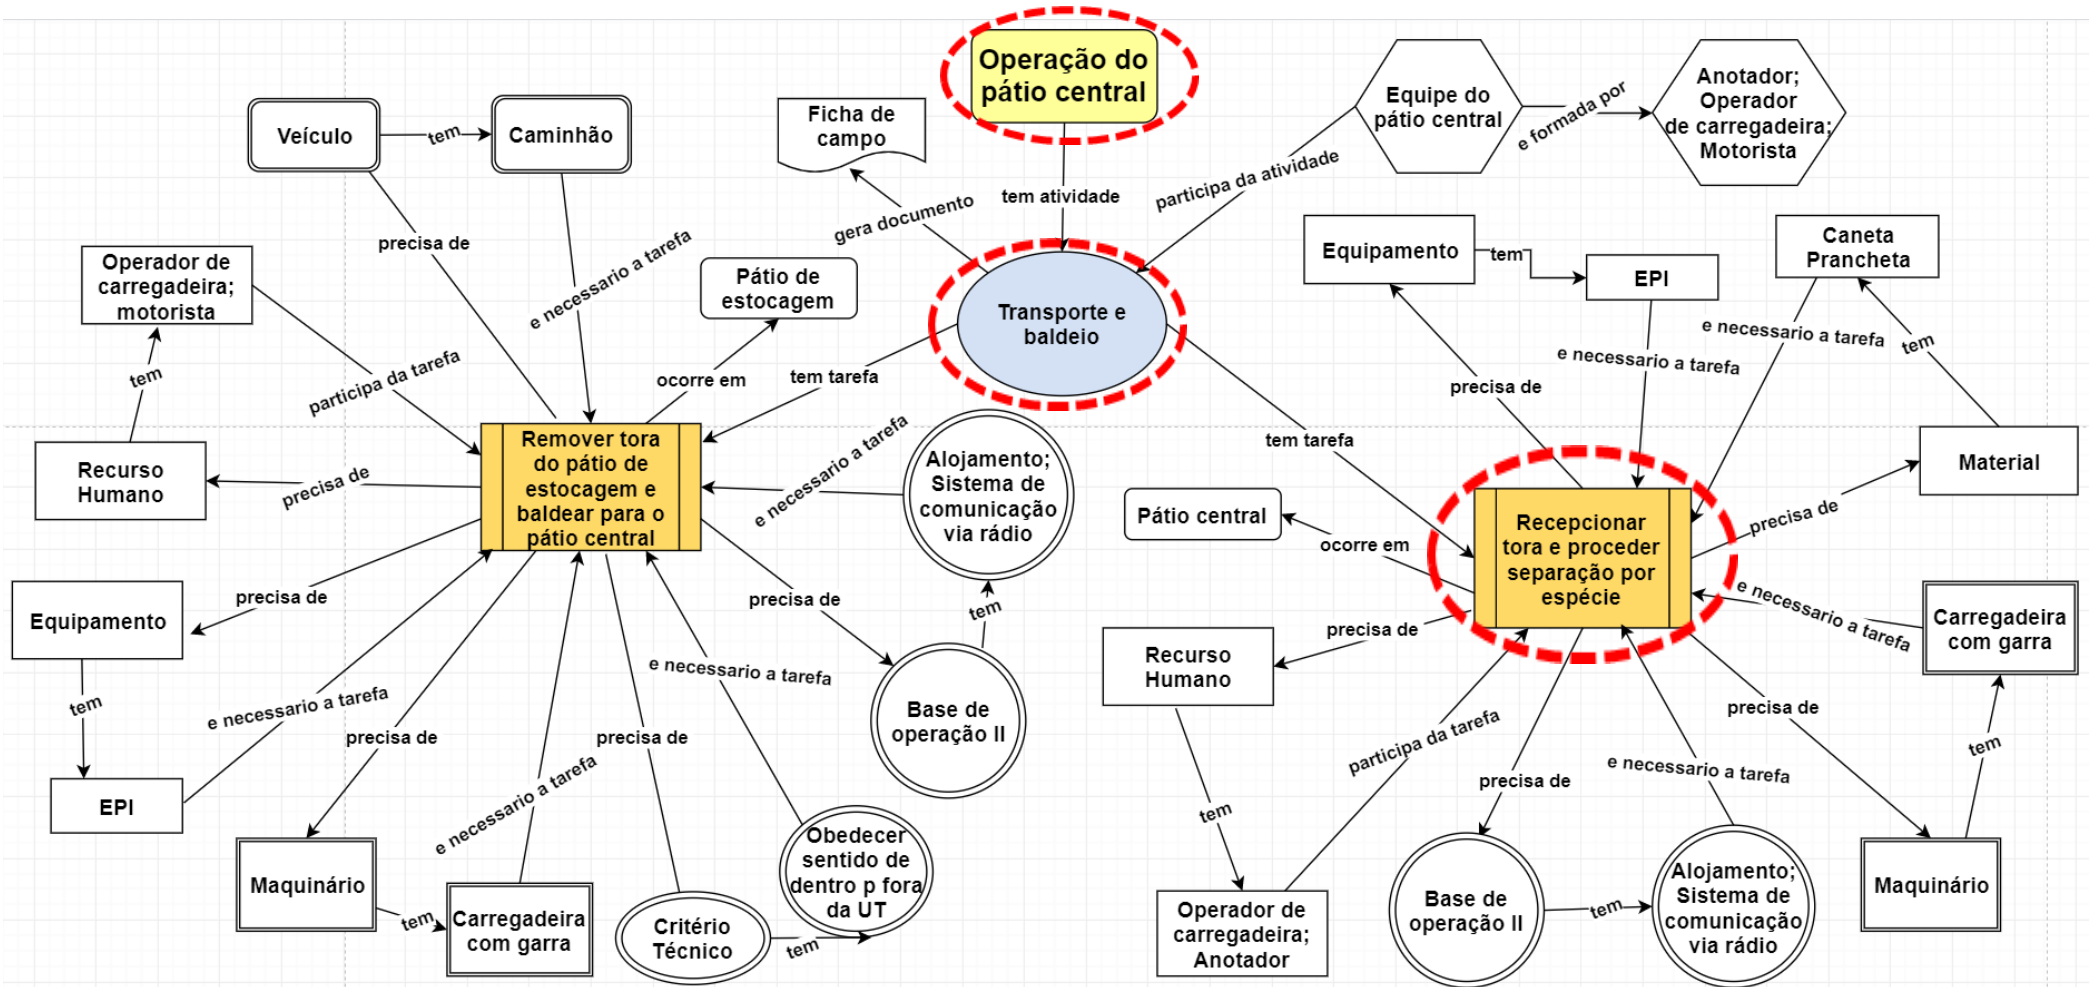 Operação do
pátio central
Ficha de
campo
Equipe do
pátio central
e formada por
Anotador;
Operador
de carregadeira;
Motorista
Veículo
tem
Caminhão
tem atividade
gera documento
participa da atividade
precisa de
e necessario a tarefa
Pátio de
estocagem
Transporte e
baldeio
Equipamento
tem
EPI
Caneta
Prancheta
Operador de
carregadeira;
motorista
tem
participa da tarefa
ocorre em
tem tarefa
precisa de
e necessario a tarefa
e necessario a tarefa
tem
Recurso
Humano
precisa de
Remover tora
do pátio de
estocagem e
baldear para o
pátio central
e necessario a tarefa
Alojamento;
Sistema de
comunicação
via rádio
tem tarefa
Pátio central
ocorre em
Recepcionar
tora e proceder
separação por
espécie
precisa de
Material
Equipamento
precisa de
precisa de
tem
precisa de
Recurso
Humano
e necessario a tarefa
Carregadeira
com garra
tem
e necessario a tarefa
precisa de
precisa de
e necessario a tarefa
Base de
operação II
participa da tarefa
precisa de
tem
EPI
e necessario a tarefa
tem
precisa de
e necessario a tarefa
Maquinário
tem
Carregadeira
com garra
Critério
Técnico
tem
Obedecer
sentido de
dentro p fora
da UT
Operador de
carregadeira;
Anotador
Base de
operação II
tem
Alojamento;
Sistema de
comunicação
via rádio
Maquinário